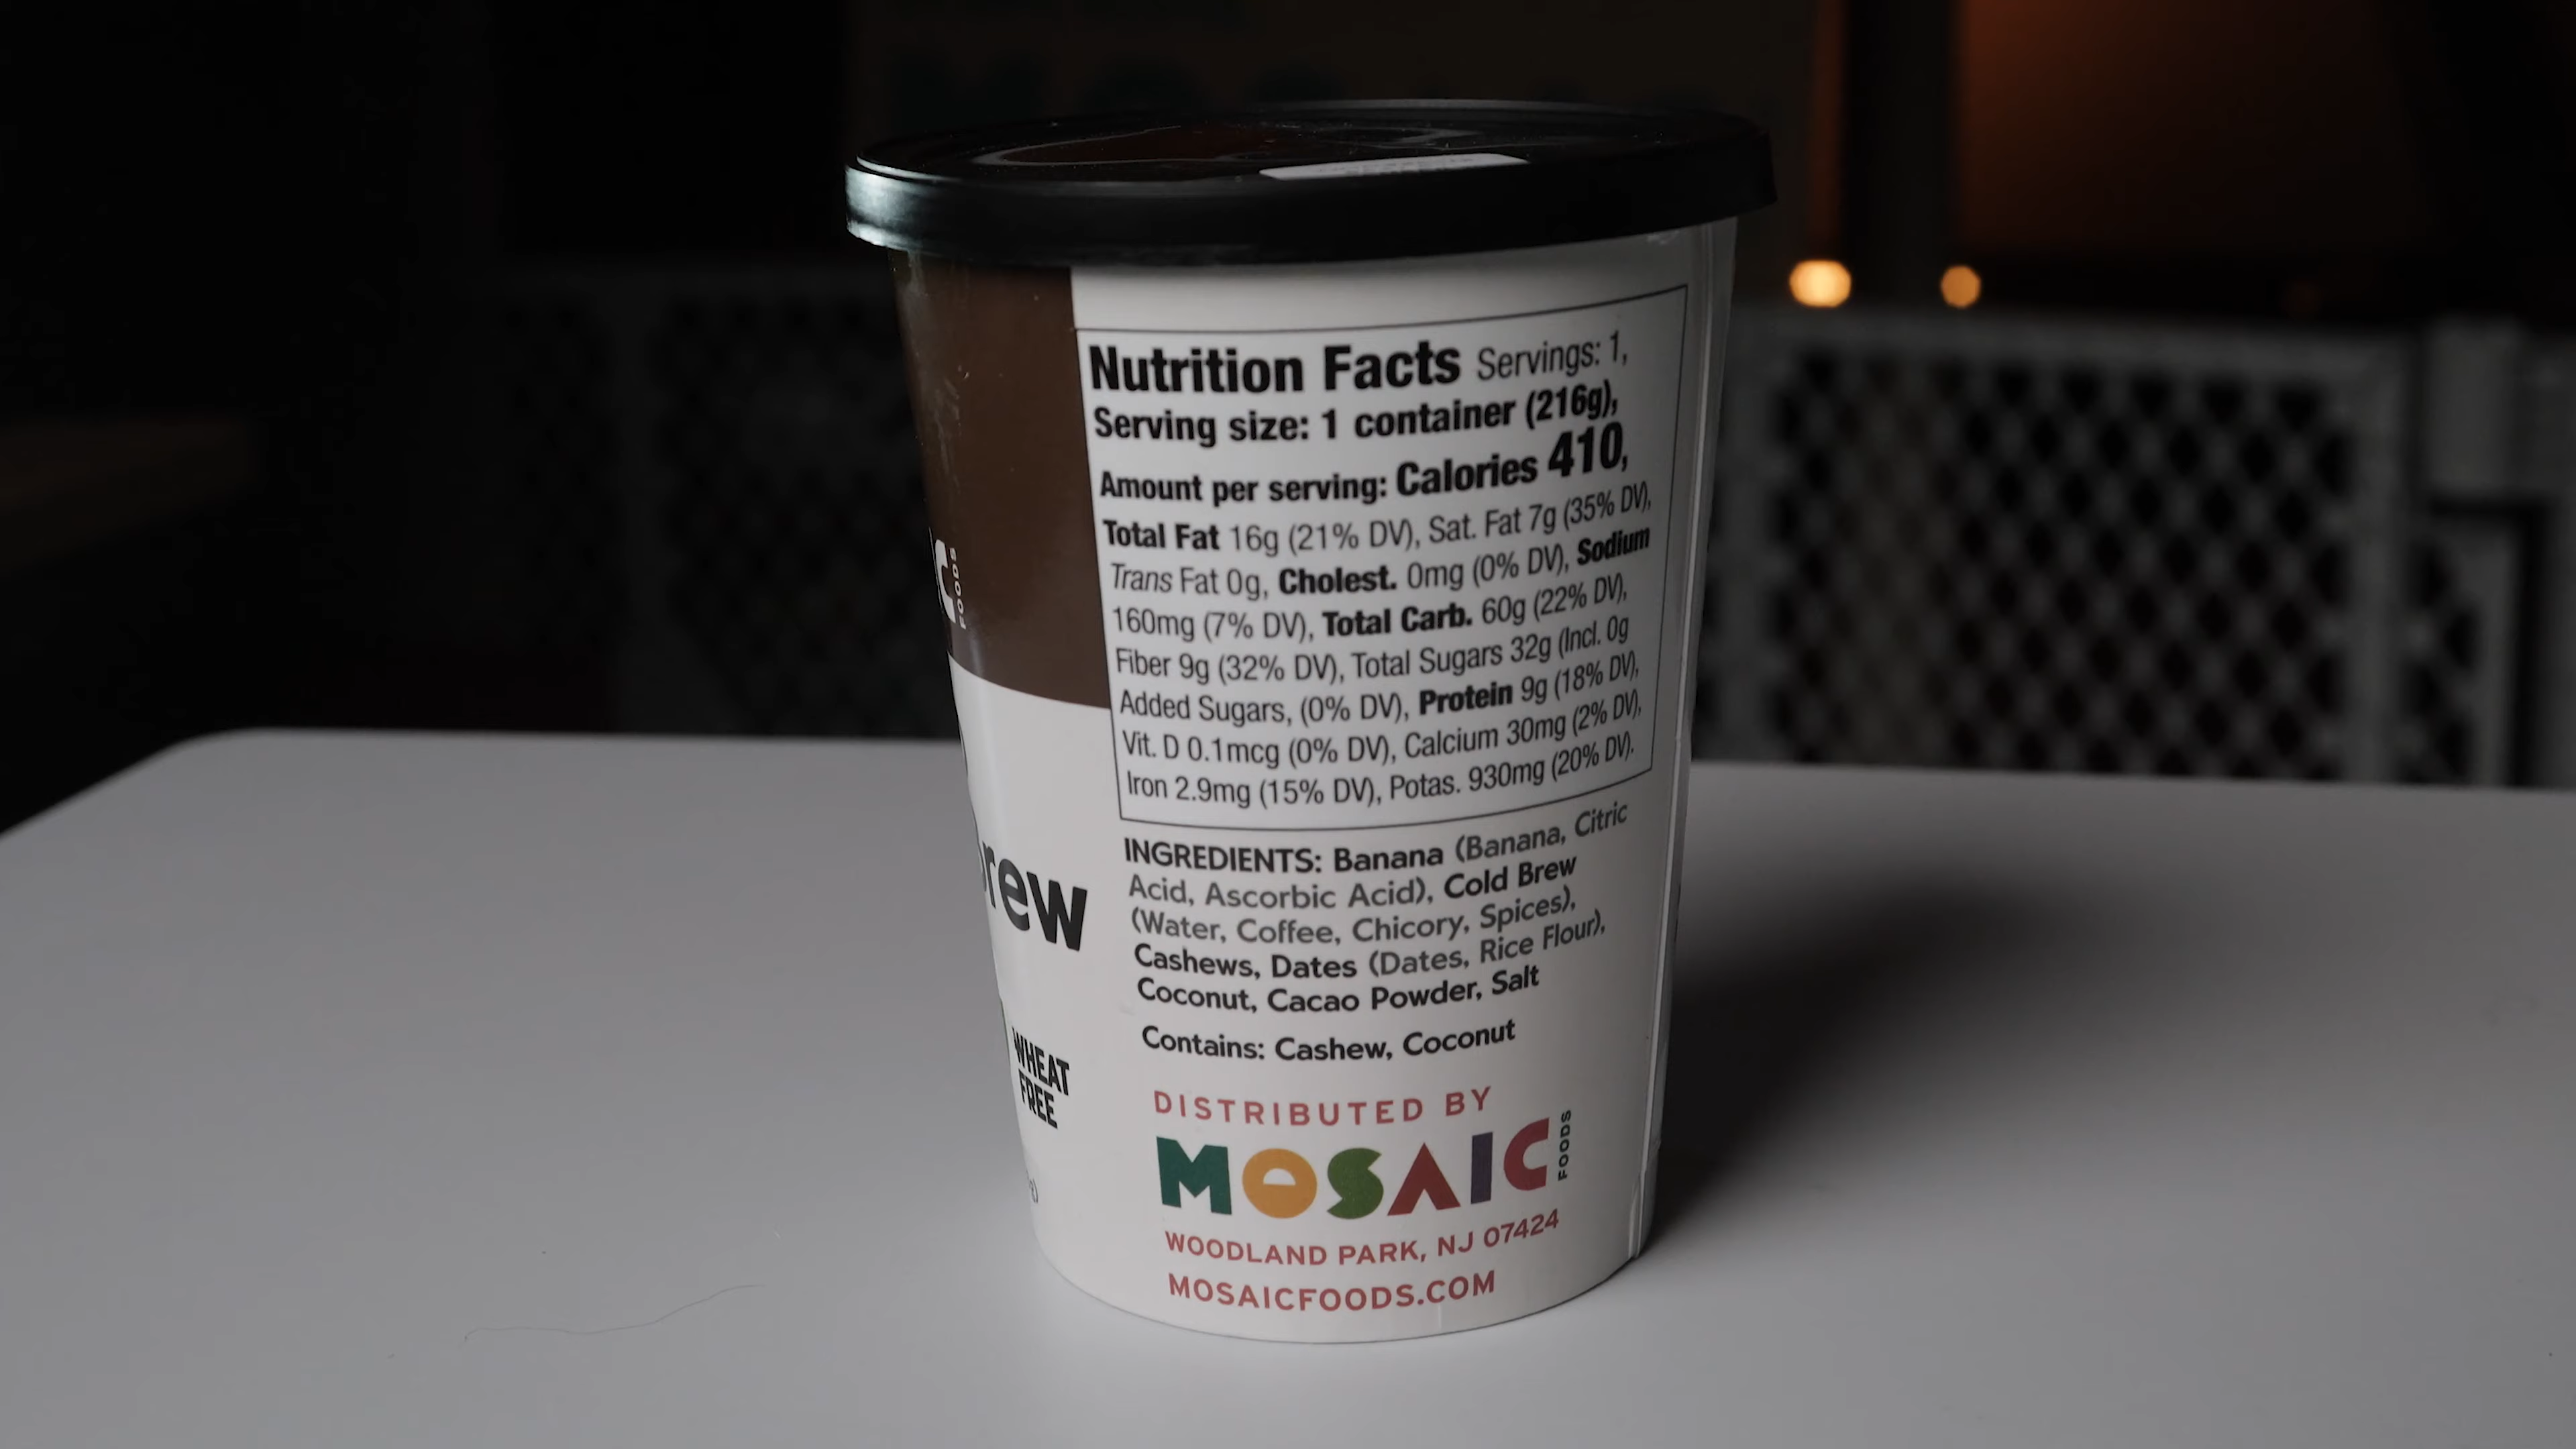 Nutrition Facts Servings: 1,
Serving size: 1 container (216g),
Amount per serving: Calories 410,
Total Fat 16g (21% DV), Sat. Fat 7g (35% DV),
Trans Fat 0g, Cholest. 0mg (0% DV), Sodium
160mg (7% DV), Total Carb. 60g (22% DV),
Fiber 9g (32% DV), Total Sugars 32g (Incl. 0g
Added Sugars, (0% DV), Protein 9g (18% DV),
Vit. D 0.1mcg (0% DV), Calcium 30mg (2% DV),
Iron 2.9mg (15% DV), Potas. 930mg (20% DV).
INGREDIENTS: Banana (Banana, Citric
Acid, Ascorbic Acid), Cold Brew
(Water, Coffee, Chicory, Spices),
Cashews, Dates (Dates, Rice Flour),
Coconut, Cacao Powder, Salt
Contains: Cashew, Coconut
DISTRIBUTED BY
MOSAIC FOODS
WOODLAND PARK, NJ 07424
MOSAICFOODS.COM
C FOODS
rew
WHEAT
FREE